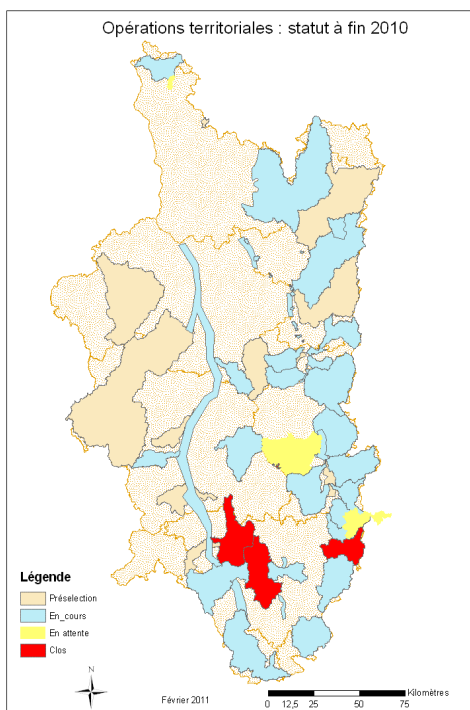 Opérations territoriales : statut à fin 2010
Légende
Préselection
En_cours
En attente
Clos
N
Février 2011
Kilomètres
0 12,5 25 50 75